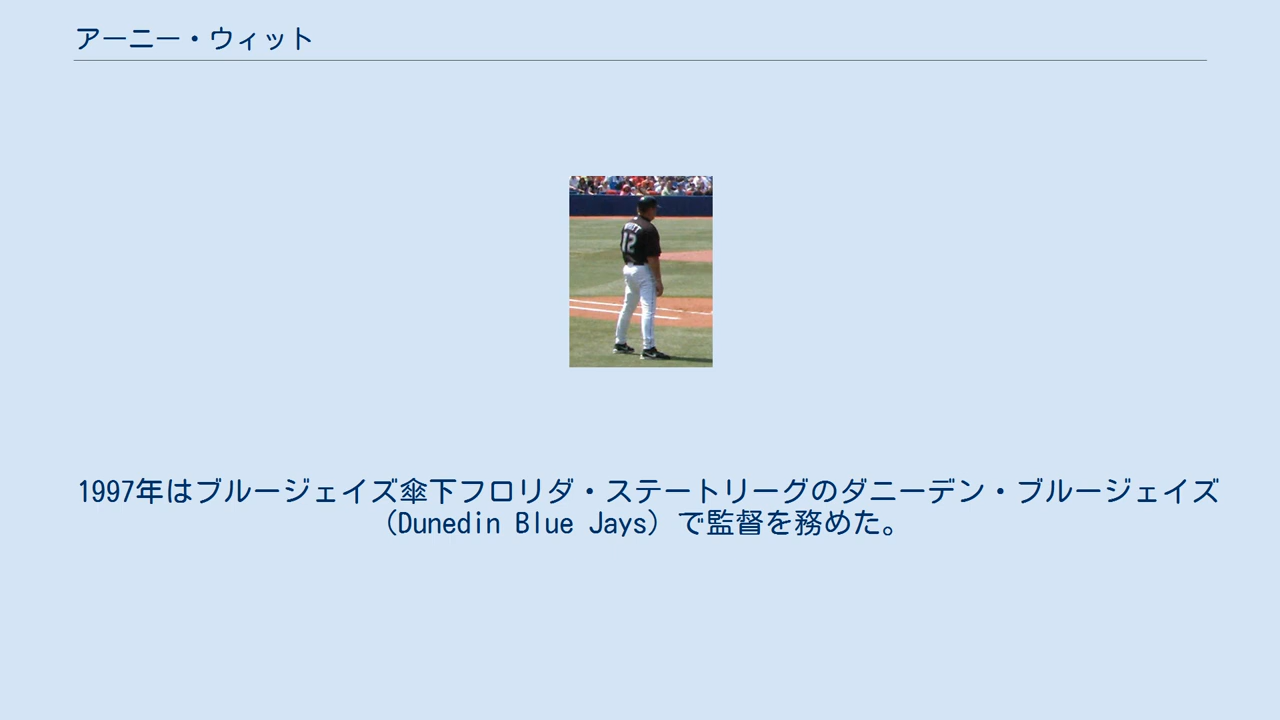 アーニー・ウィット
12
1997年はブルージェイズ傘下フロリダ・ステートリーグのダニーデン・ブルージェイズ
（Dunedin Blue Jays）で監督を務めた。